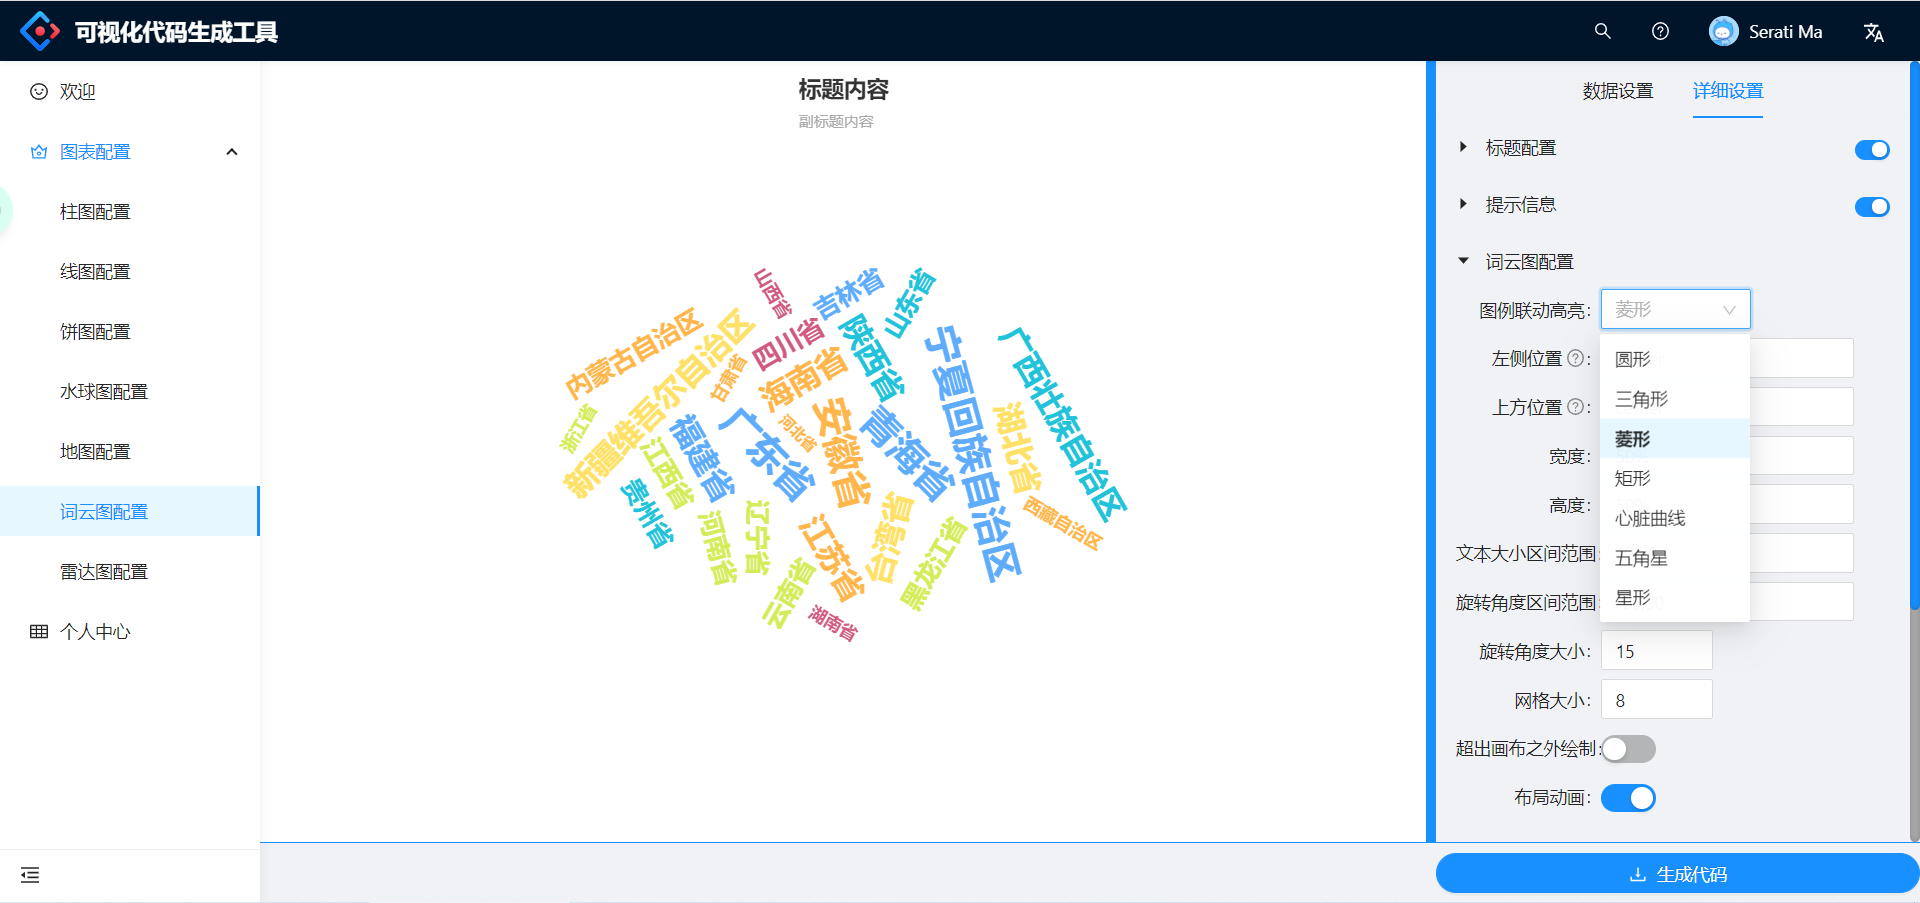 可视化代码生成工具
Serati Ma
欢迎
图表配置
柱图配置
线图配置
饼图配置
水球图配置
地图配置
词云图配置
雷达图配置
个人中心
标题内容
副标题内容
山西省
吉林省
山东省
内蒙古自治区
新疆维吾尔自治区
四川省
陕西省
宁夏回族自治区
广西壮族自治区
甘肃省
海南省
浙江省
福建省
广东省
河北省
安徽省
青海省
湖北省
江西省
贵州省
河南省
辽宁省
江苏省
台湾省
黑龙江省
西藏自治区
云南省
湖南省
数据设置 详细设置
标题配置
提示信息
词云图配置
图例联动高亮: 菱形
左侧位置 :
圆形
上方位置 :
三角形
菱形
宽度:
矩形
高度:
心脏曲线
文本大小区间范围:
五角星
旋转角度区间范围:
星形
旋转角度大小: 15
网格大小: 8
超出画布之外绘制:
布局动画:
生成代码